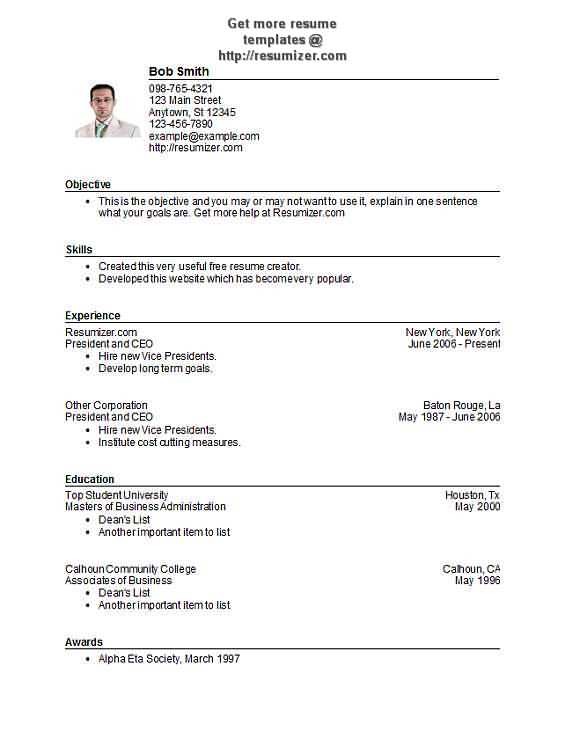 Get more resume
templates @
http://resumizer.com
Bob Smith
098-765-4321
123 Main Street
Anytown, St 12345
123-456-7890
example@example.com
http://resumizer.com
Objective
• This is the objective and you may or may not want to use it, explain in one sentence
what your goals are. Get more help at Resumizer.com
Skills
• Created this very useful free resume creator.
• Developed this website which has become very popular.
Experience
Resumizer.com New York, New York
President and CEO June 2006 - Present
• Hire new Vice Presidents.
• Develop long term goals.
Other Corporation Baton Rouge, La
President and CEO May 1987 - June 2006
• Hire new Vice Presidents.
• Institute cost cutting measures.
Education
Top Student University Houston, Tx
Masters of Business Administration May 2000
• Dean's List
• Another important item to list
Calhoun Community College Calhoun, CA
Associates of Business May 1996
• Dean's List
• Another important item to list
Awards
• Alpha Eta Society, March 1997